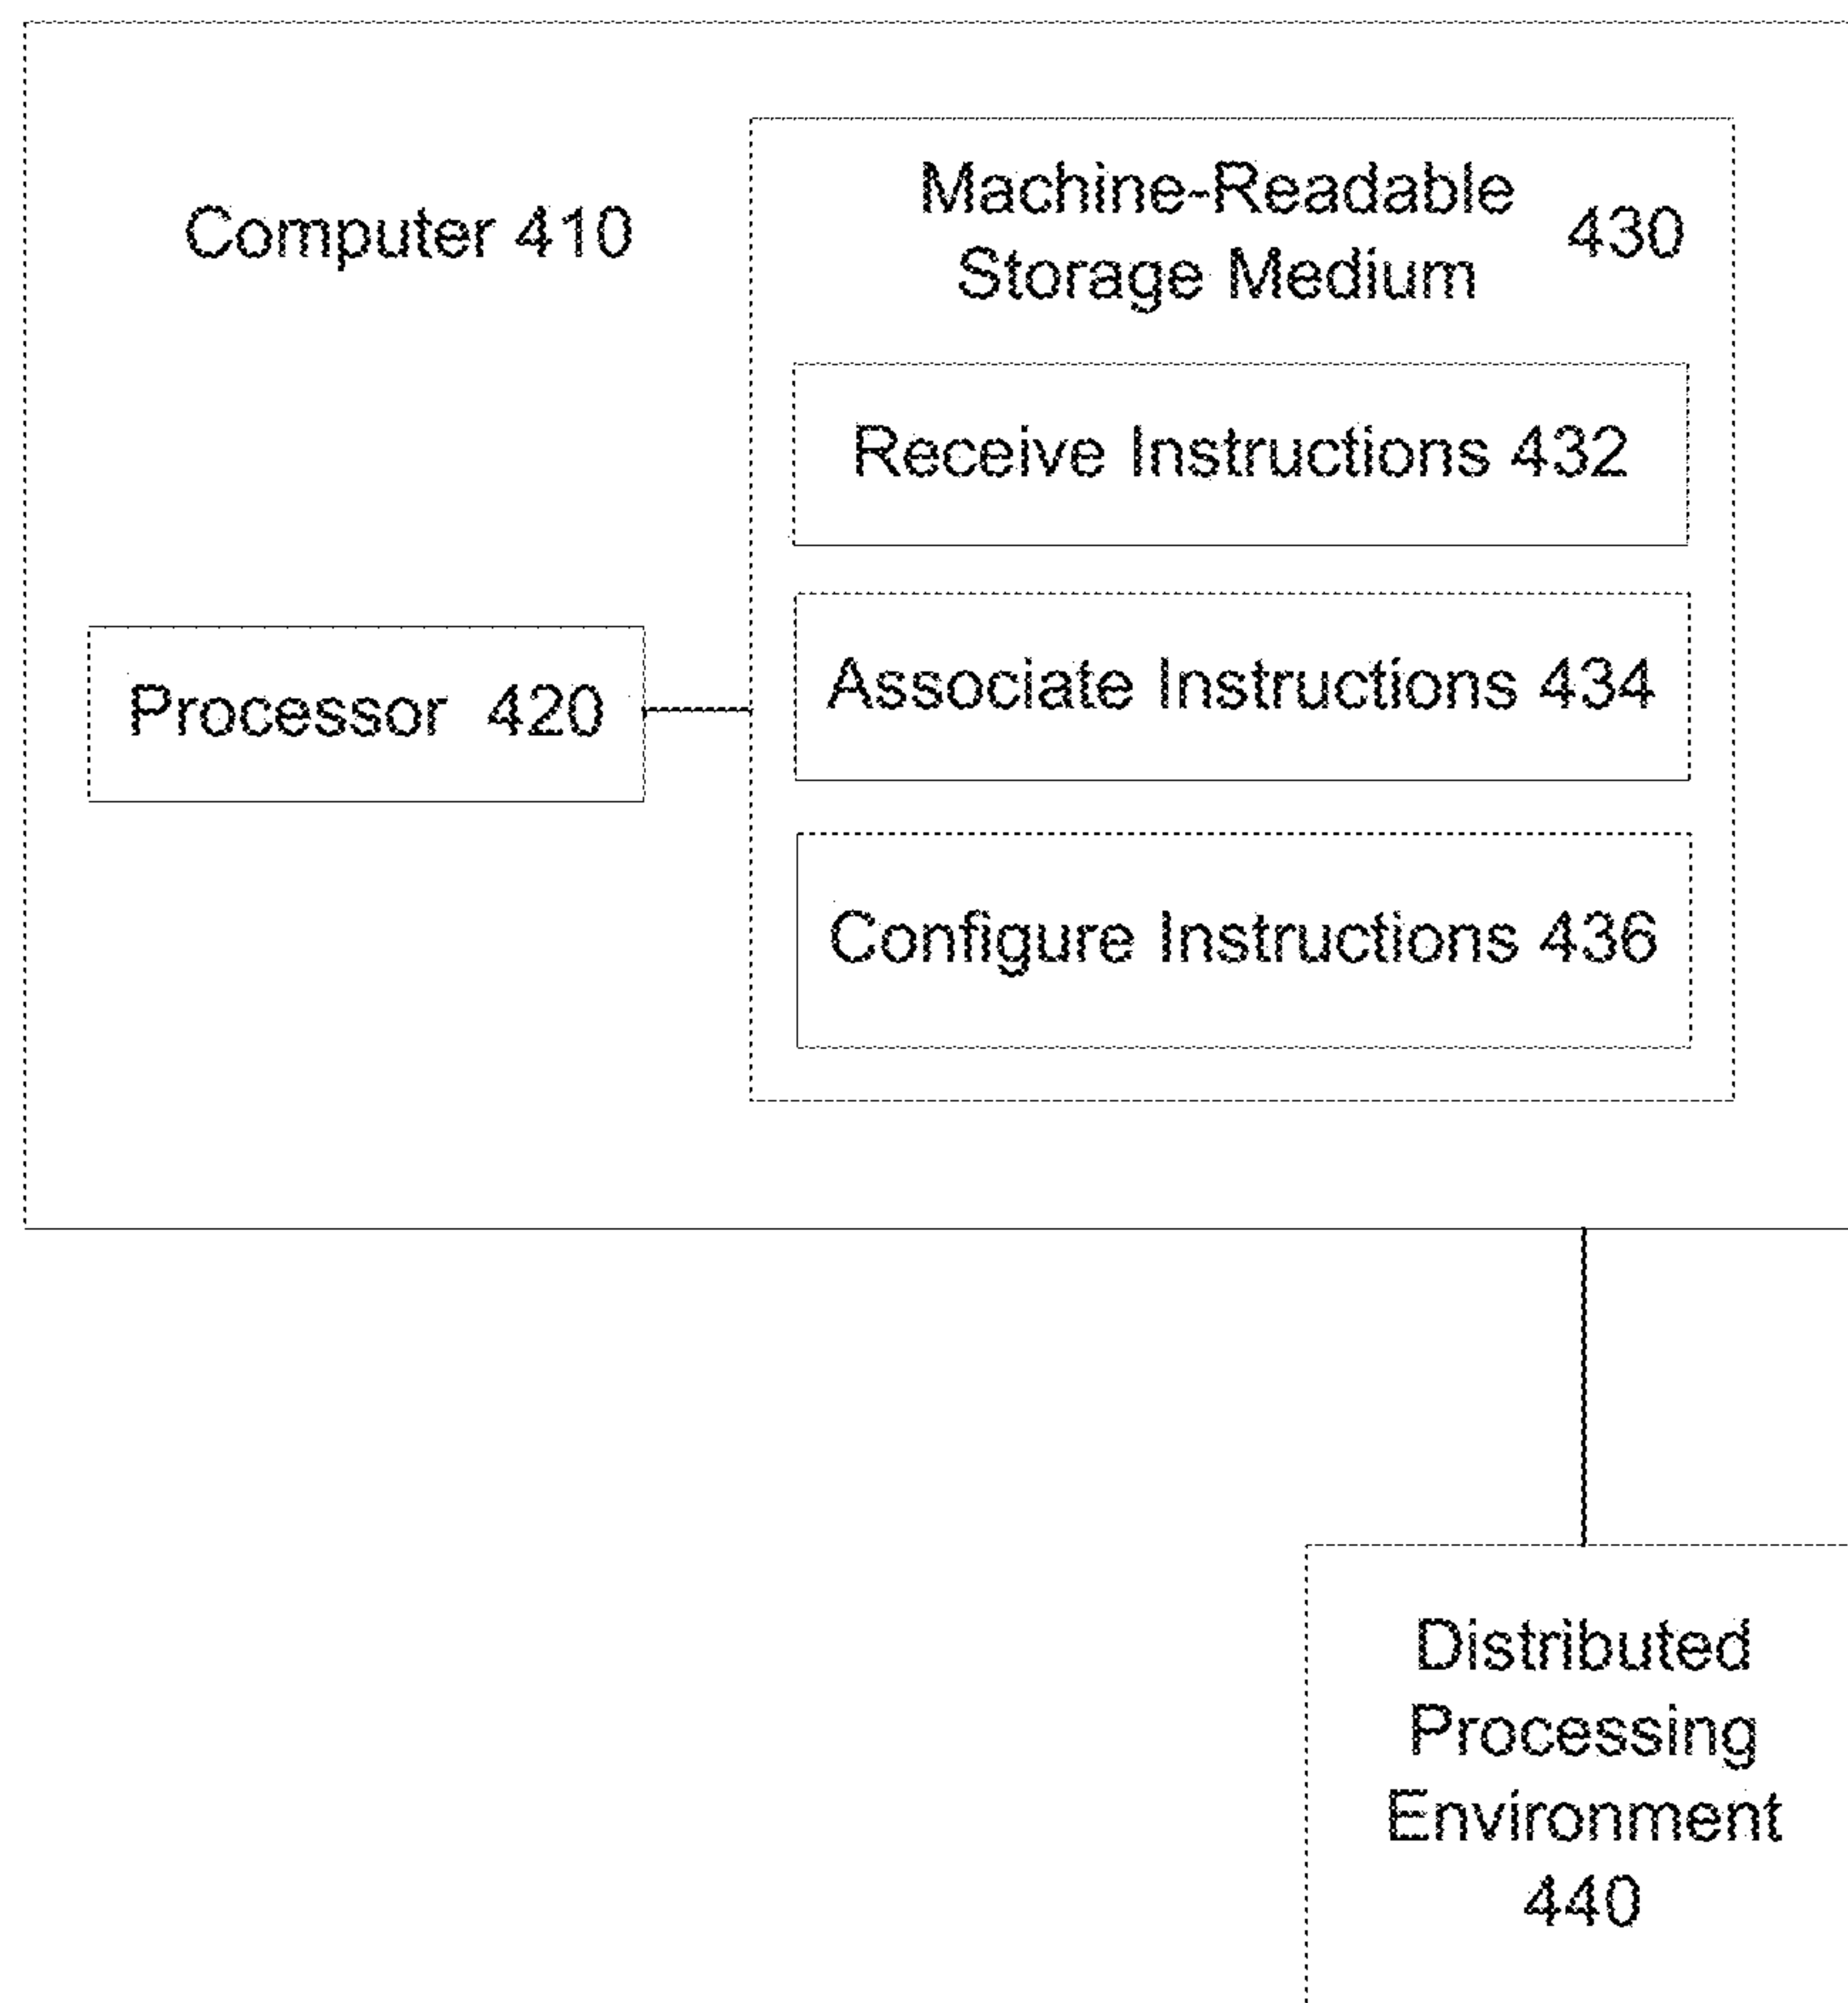 Computer 410
Machine-Readable
Storage Medium
430
Receive Instructions 432
Associate Instructions 434
Configure Instructions 436
Processor 420
Distributed
Processing
Environment
440